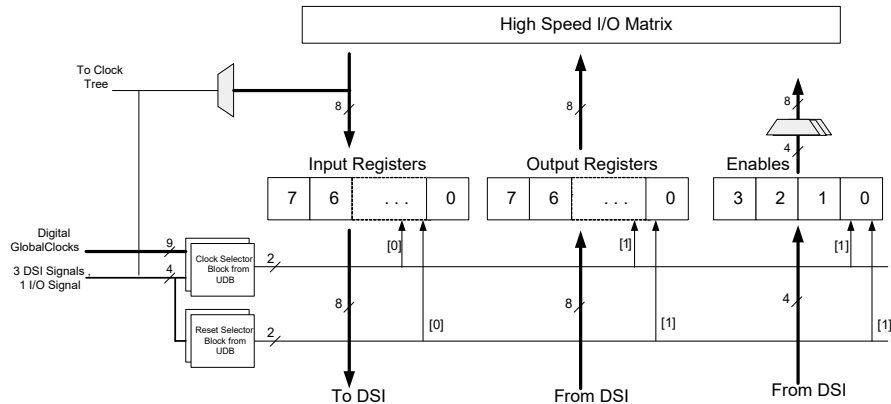 High Speed I/O Matrix
To Clock
Tree
8
8
8
4
Input Registers
Output Registers
Enables
7 6 . . . 0
7 6 . . . 0
3 2 1 0
Digital
GlobalClocks
9
3 DSI Signals ,
1 I/O Signal
4
Clock Selector
Block from
UDB
2
[0]
[1]
[1]
8
8
4
Reset Selector
Block from
UDB
2
[0]
[1]
[1]
To DSI
From DSI
From DSI